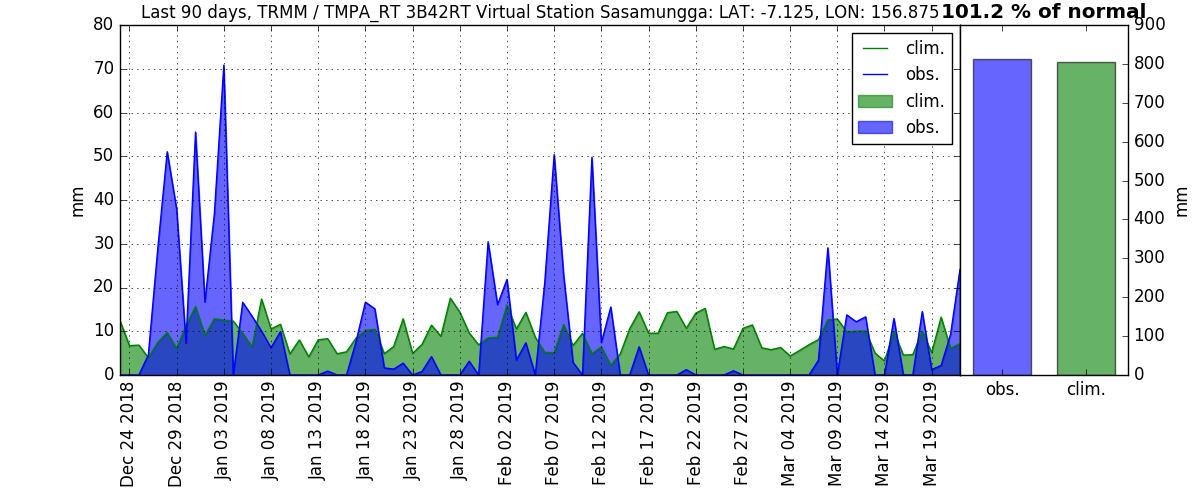 Last 90 days, TRMM / TMPA_RT 3B42RT Virtual Station Sasamungga: LAT: -7.125, LON: 156.875 101.2 % of normal
80
70
60
50
40
30
20
10
0
mm
clim.
obs.
clim.
obs.
Dec 24 2018
Dec 29 2018
Jan 03 2019
Jan 08 2019
Jan 13 2019
Jan 18 2019
Jan 23 2019
Jan 28 2019
Feb 02 2019
Feb 07 2019
Feb 12 2019
Feb 17 2019
Feb 22 2019
Feb 27 2019
Mar 04 2019
Mar 09 2019
Mar 14 2019
Mar 19 2019
900
800
700
600
500
400
300
200
100
0
mm
obs.
clim.